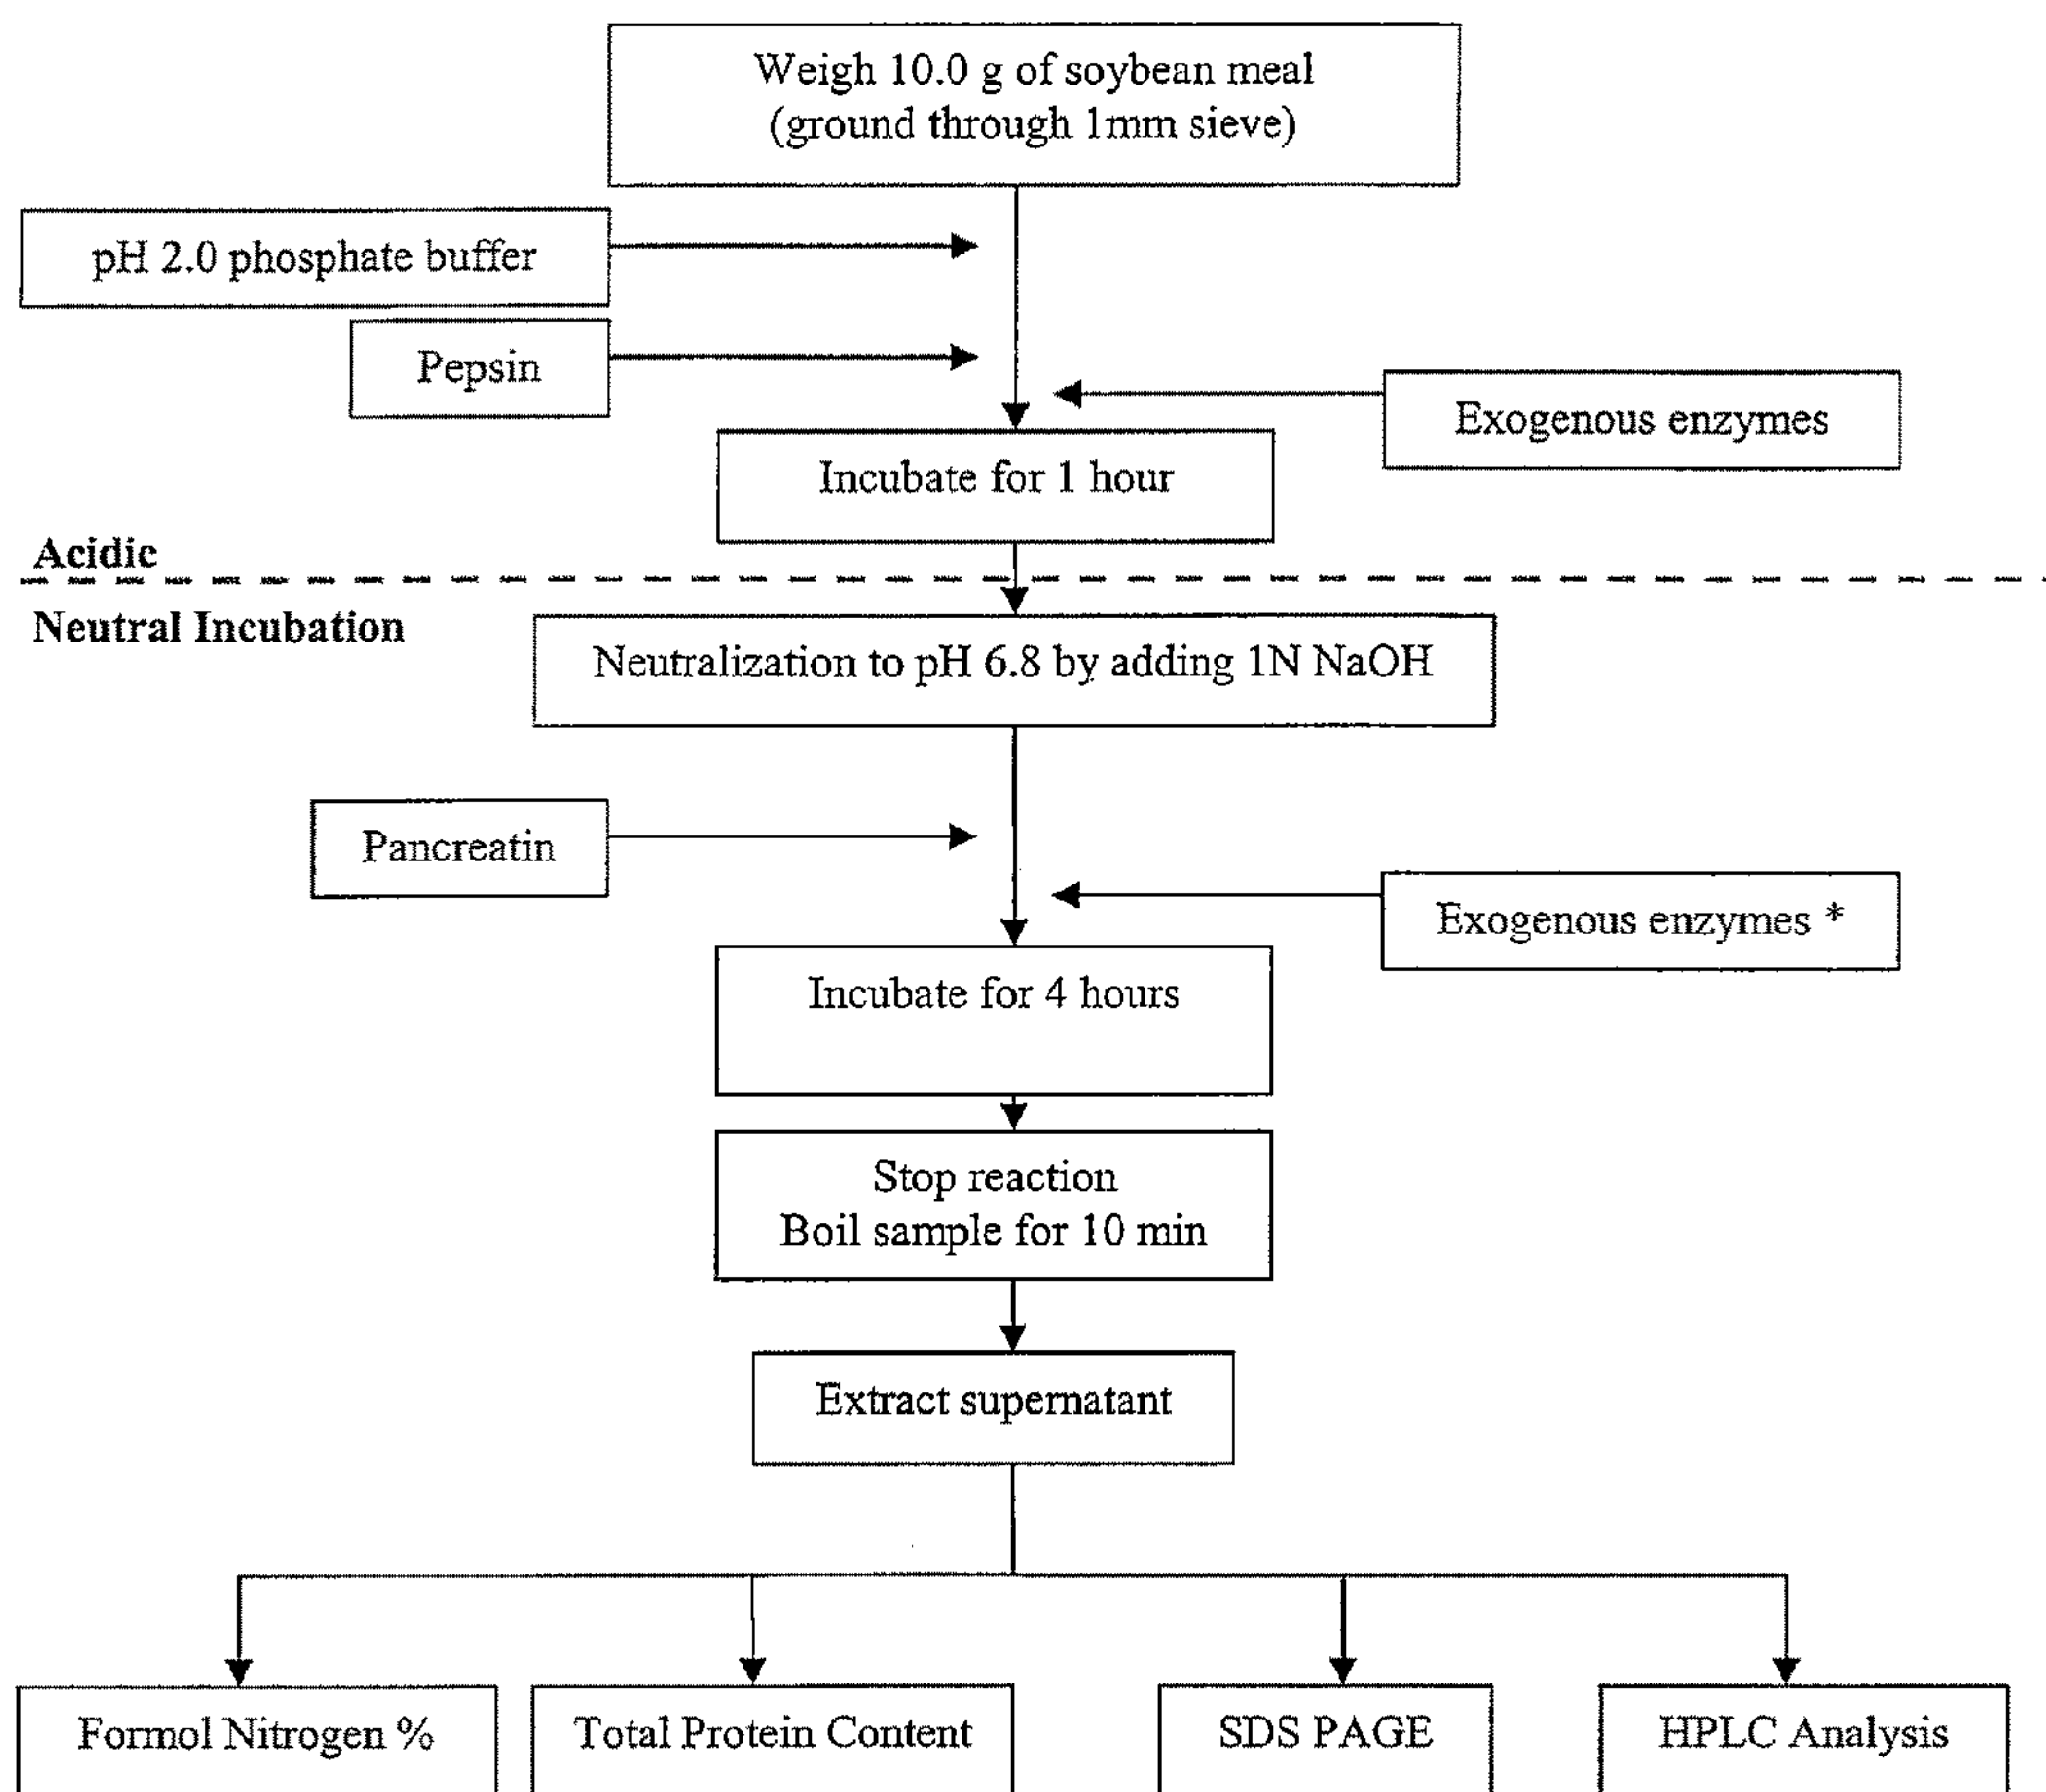 Weigh 10.0 g of soybean meal
(ground through 1mm sieve)
pH 2.0 phosphate buffer
Pepsin
Exogenous enzymes
Incubate for 1 hour
Acidic
Neutral Incubation
Neutralization to pH 6.8 by adding 1N NaOH
Pancreatin
Exogenous enzymes *
Incubate for 4 hours
Stop reaction
Boil sample for 10 min
Extract supernatant
Formol Nitrogen %
Total Protein Content
SDS PAGE
HPLC Analysis